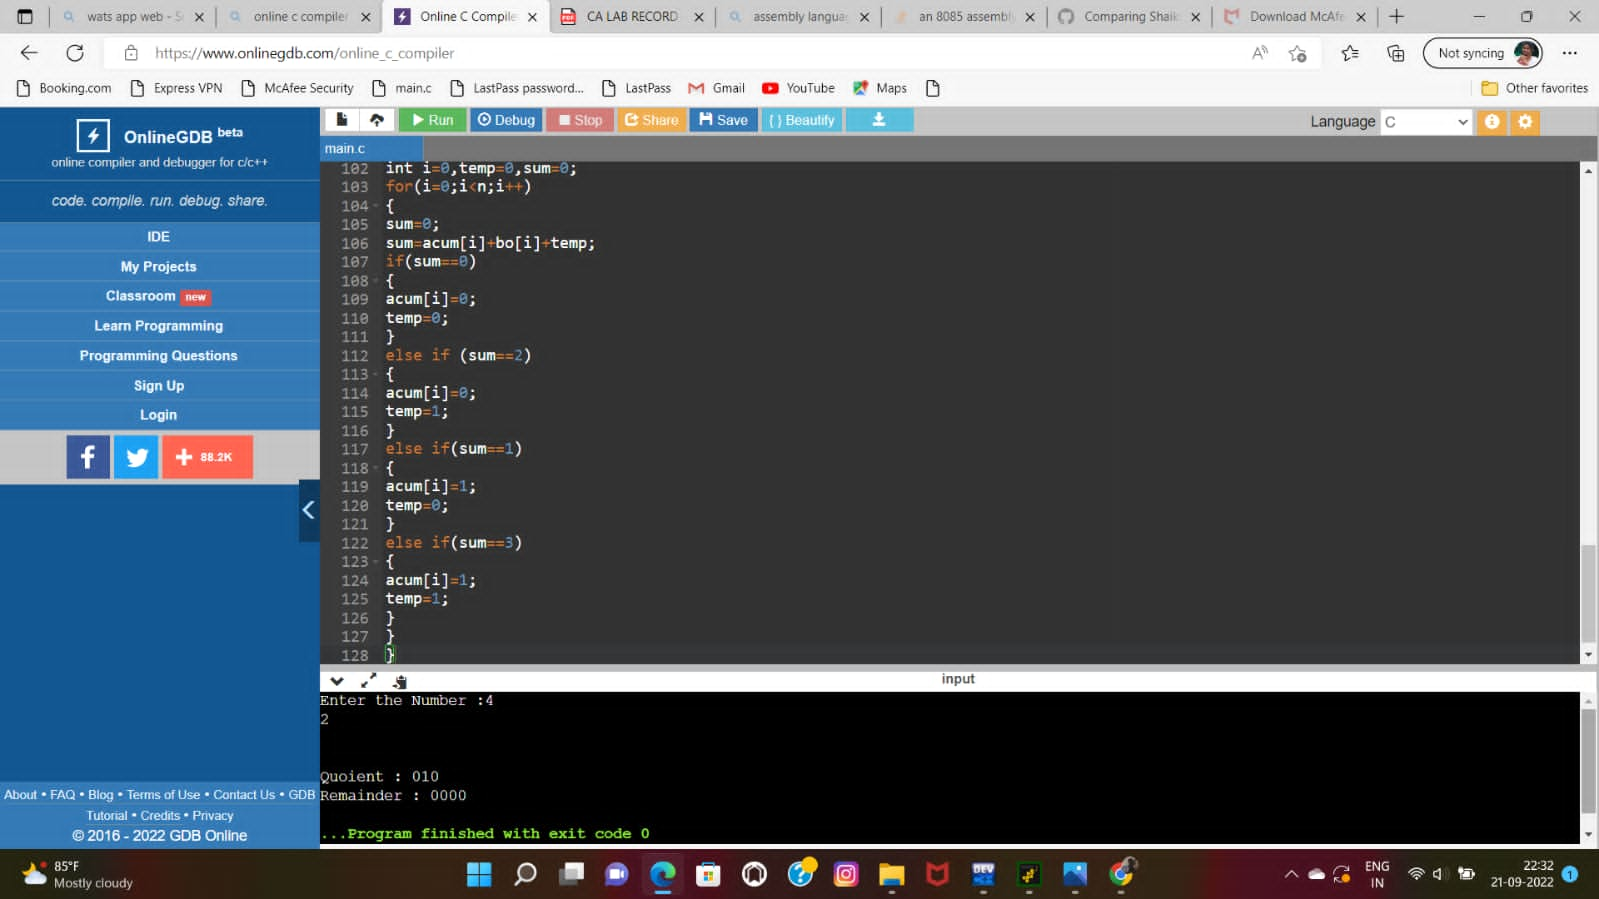 wats app web - S
online c compiler
Online C Compile
CA LAB RECORD
assembly langua
an 8085 assembl
Comparing Shaik
Download McAfe
https://www.onlinegdb.com/online_c_compiler
Not syncing
Booking.com
Express VPN
McAfee Security
main.c
LastPass password...
LastPass
Gmail
YouTube
Maps
Other favorites
OnlineGDB beta
online compiler and debugger for c/c++
code. compile. run. debug. share.
IDE
My Projects
Classroom new
Learn Programming
Programming Questions
Sign Up
Login
88.2K
About • FAQ • Blog • Terms of Use • Contact Us • GDB
Tutorial • Credits • Privacy
© 2016 - 2022 GDB Online
Run
Debug
Stop
Share
Save
{ } Beautify
Language C
main.c
102 int i=0,temp=0,sum=0;
103 for(i=0;i<n;i++)
104 {
105 sum=0;
106 sum=acum[i]+bo[i]+temp;
107 if(sum==0)
108 {
109 acum[i]=0;
110 temp=0;
111 }
112 else if (sum==2)
113 {
114 acum[i]=0;
115 temp=1;
116 }
117 else if(sum==1)
118 {
119 acum[i]=1;
120 temp=0;
121 }
122 else if(sum==3)
123 {
124 acum[i]=1;
125 temp=1;
126 }
127 }
128 }
input
Enter the Number :4
2
Quoient : 010
Remainder : 0000
...Program finished with exit code 0
85°F
Mostly cloudy
DEV
ENG
IN
22:32
21-09-2022
1